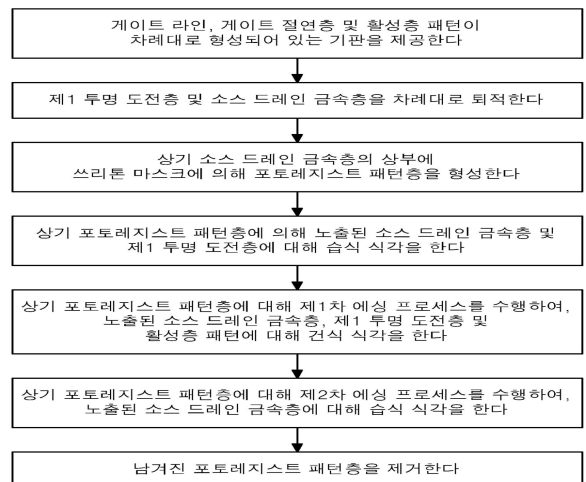 게이트 라인, 게이트 절연층 및 활성층 패턴이
차례대로 형성되어 있는 기판을 제공한다
제1 투명 도전층 및 소스 드레인 금속층을 차례대로 퇴적한다
상기 소스 드레인 금속층의 상부에
쓰리톤 마스크에 의해 포토레지스트 패턴층을 형성한다
상기 포토레지스트 패턴층에 의해 노출된 소스 드레인 금속층 및
제1 투명 도전층에 대해 습식 식각을 한다
상기 포토레지스트 패턴층에 대해 제1차 에싱 프로세스를 수행하여,
노출된 소스 드레인 금속층, 제1 투명 도전층 및
활성층 패턴에 대해 건식 식각을 한다
상기 포토레지스트 패턴층에 대해 제2차 에싱 프로세스를 수행하여,
노출된 소스 드레인 금속층에 대해 습식 식각을 한다
남겨진 포토레지스트 패턴층을 제거한다